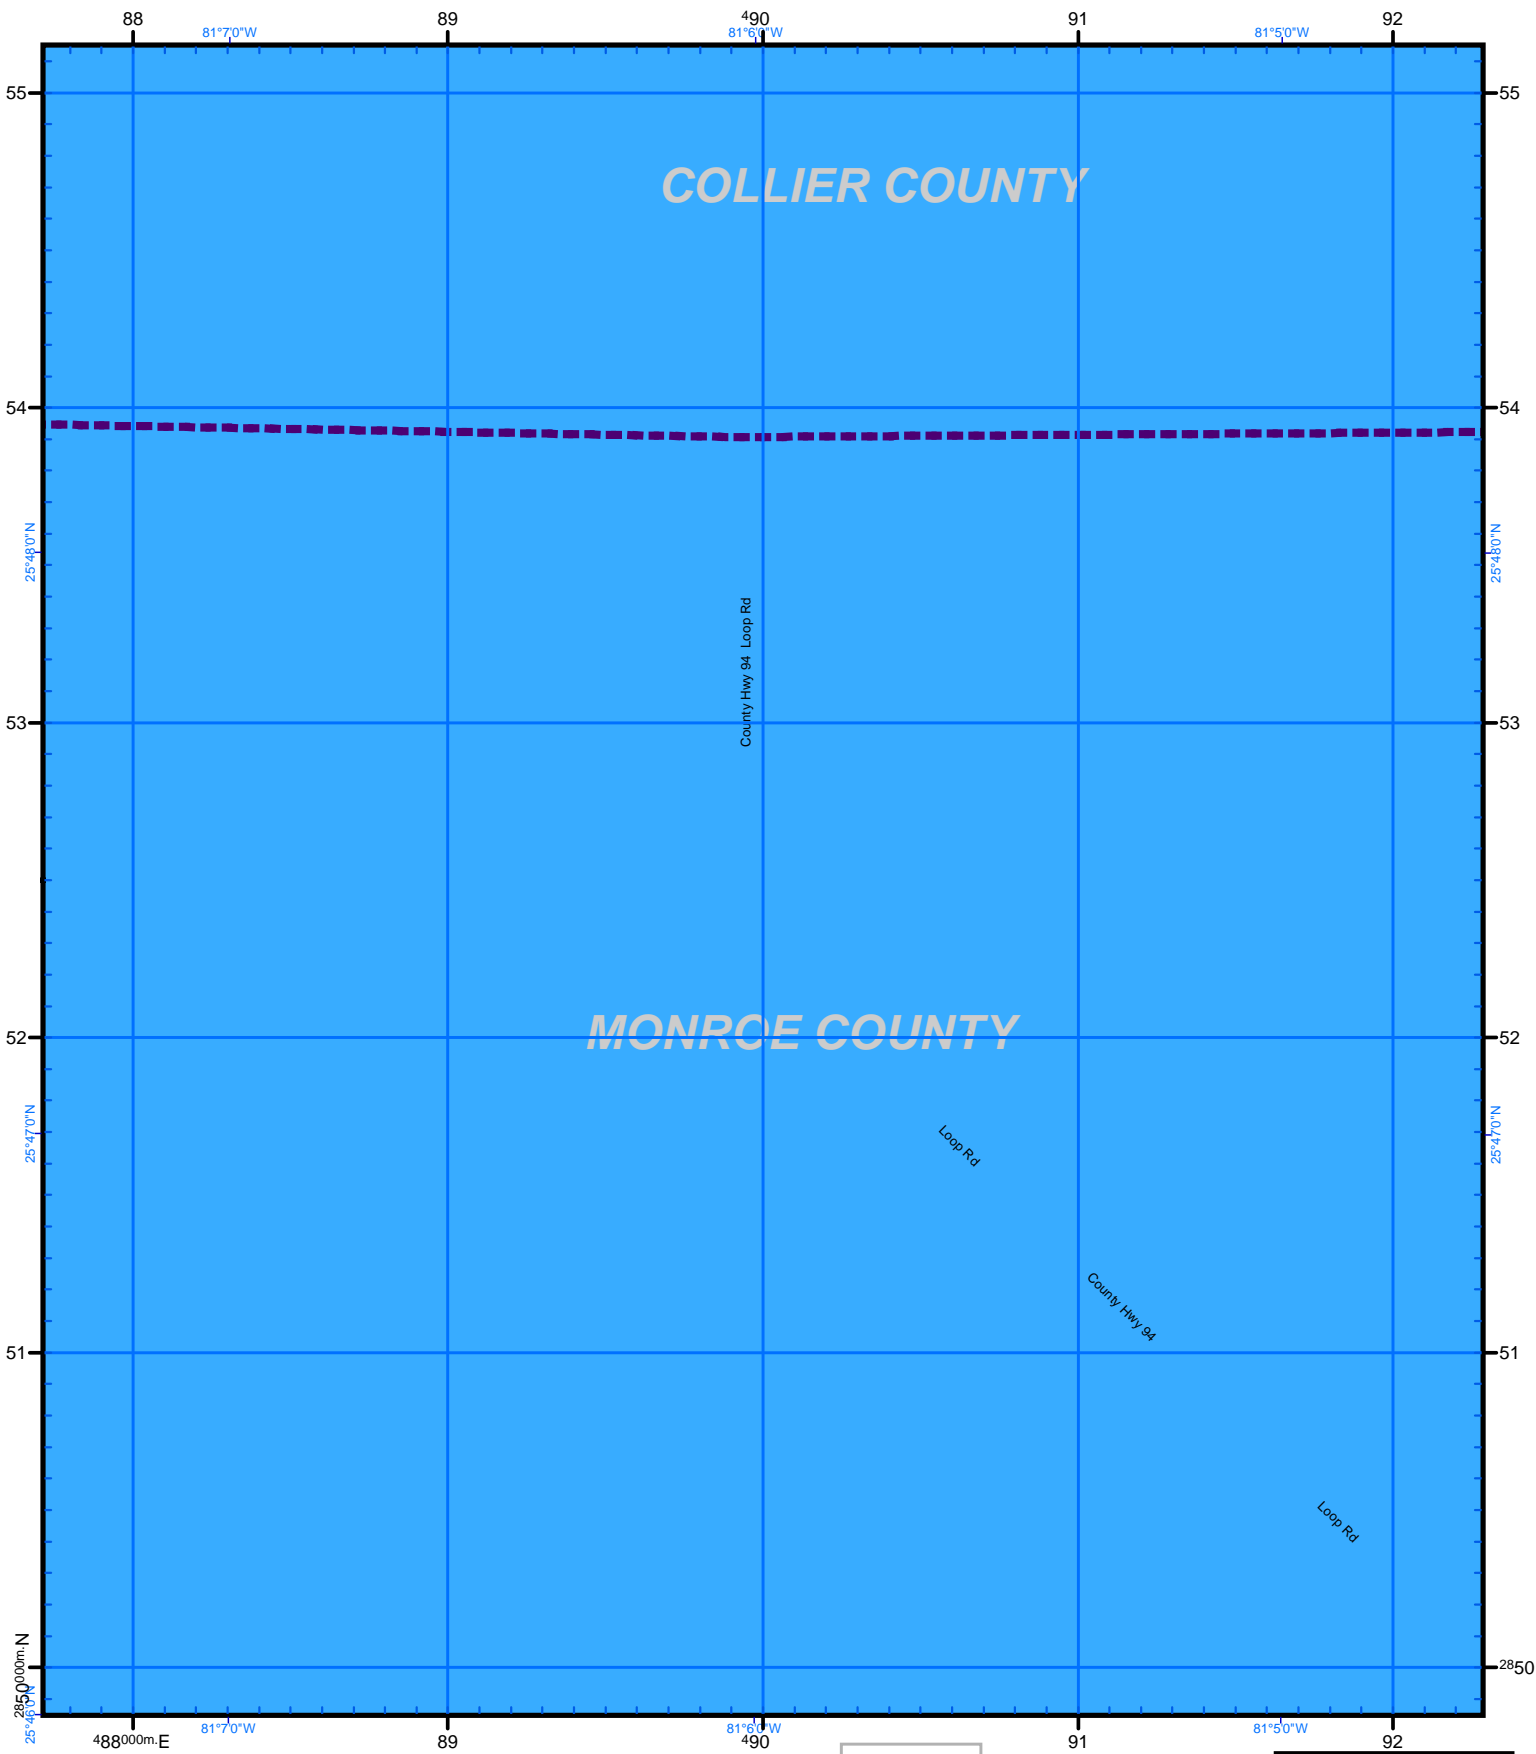 88 89 490 91 92
81°7'0"W 81°6'0"W 81°5'0"W
55 55
COLLIER COUNTY
54 54
25°48'0"N 25°48'0"N
County Hwy 94 Loop Rd
53 53
MONROE COUNTY
52 52
25°47'0"N 25°47'0"N
Loop Rd
County Hwy 94
51 51
Loop Rd
2850000m.N 2850
25°46'0"N
81°7'0"W 81°6'0"W 81°5'0"W
488000m.E 89 490 91 92